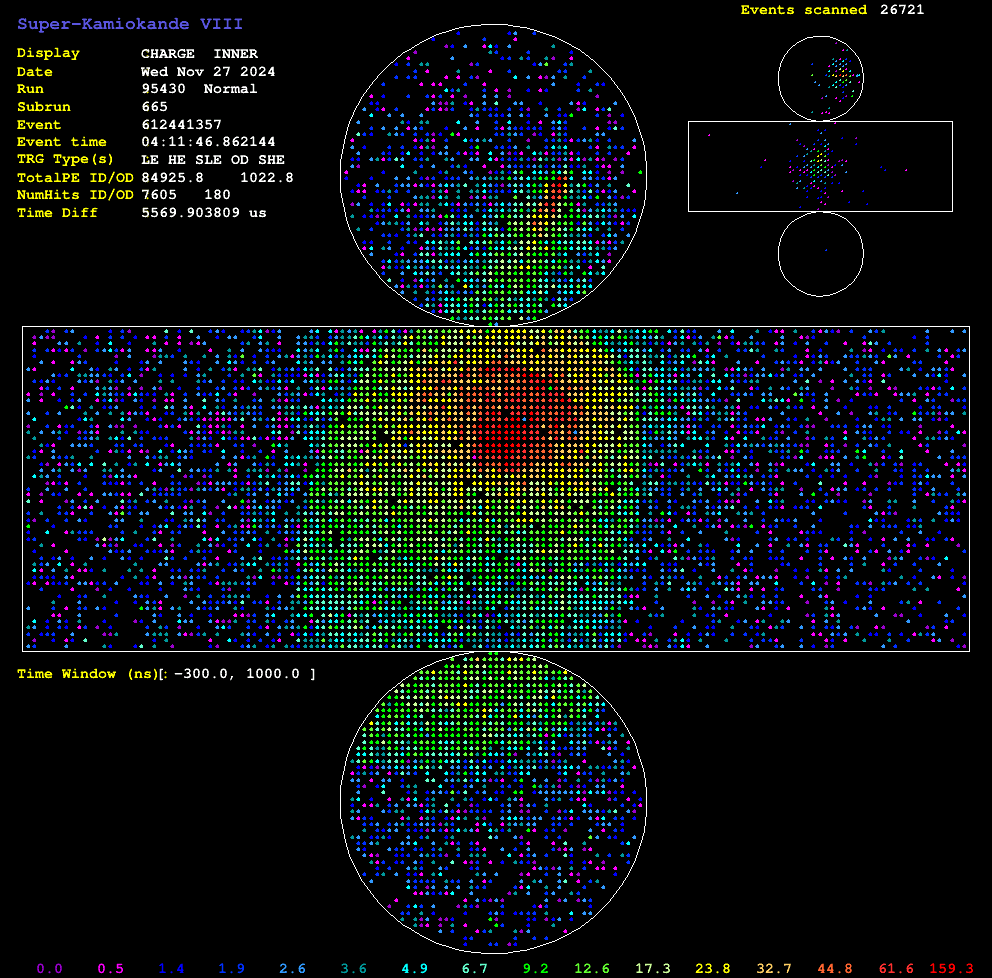 Super-Kamiokande VIII
Events scanned 26721
Display CHARGE INNER
Date Wed Nov 27 2024
Run 95430 Normal
Subrun 665
Event 612441357
Event time 04:11:46.862144
TRG Type(s) LE HE SLE OD SHE
TotalPE ID/OD 84925.8 1022.8
NumHits ID/OD 7605 180
Time Diff 5569.903809 us
Time Window (ns)[: -300.0, 1000.0 ]
0.0 0.5 1.4 1.9 2.6 3.6 4.9 6.7 9.2 12.6 17.3 23.8 32.7 44.8 61.6 159.3